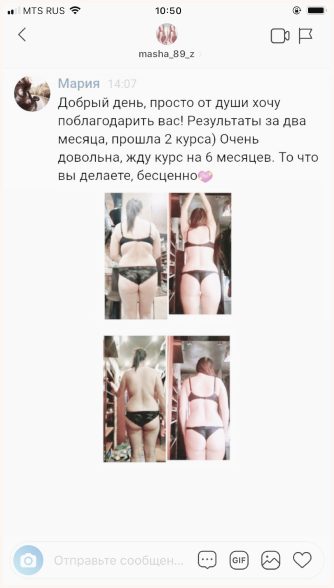 MTS RUS 10:50
masha_89_z
Мария 14:07
Добрый день, просто от души хочу
поблагодарить вас! Результаты за два
месяца, прошла 2 курса) Очень
довольна, жду курс на 6 месяцев. То что
вы делаете, бесценно💖
Отправьте сообщен... GIF